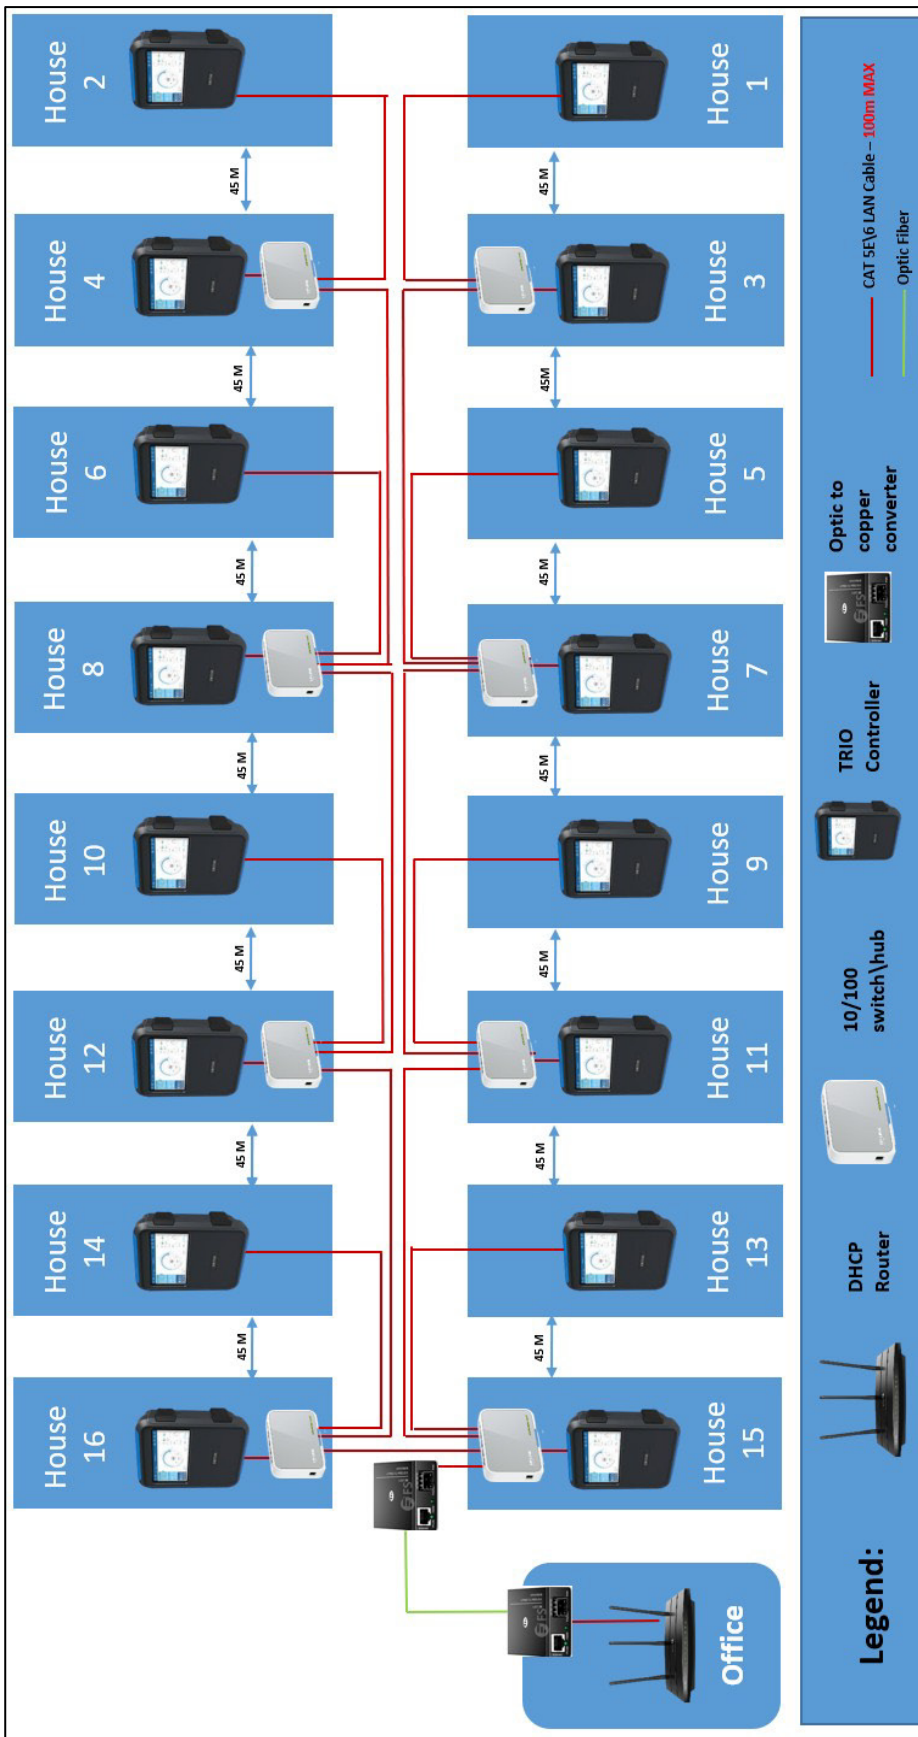 House
16
House
14
House
12
House
10
House
8
House
6
House
4
House
2
45 M
45 M
45 M
45 M
45 M
45 M
45 M
FS
FS
45 M
45 M
45 M
45 M
45 M
45M
45 M
Office
House
15
House
13
House
11
House
9
House
7
House
5
House
3
House
1
Legend:
DHCP
Router
10/100
switch\hub
TRIO
Controller
FS
Optic to
copper
converter
CAT 5E\6 LAN Cable – 100m MAX
Optic Fiber